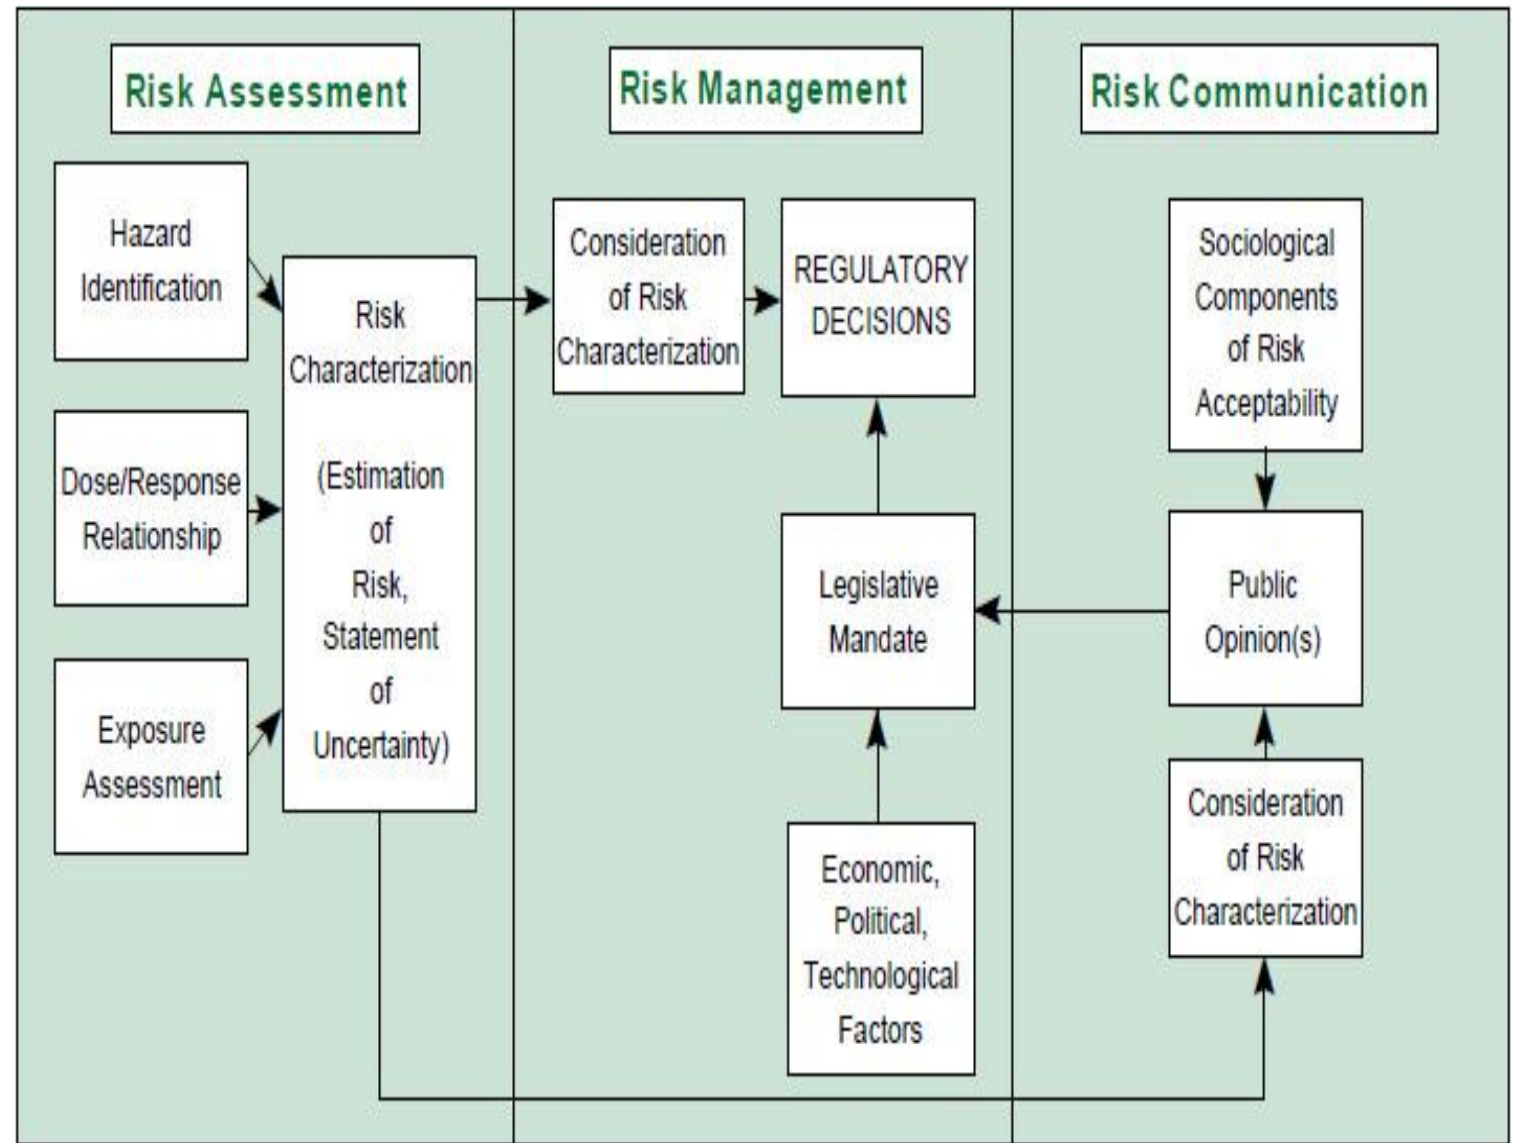 Risk Assessment
Hazard
Identification
Dose/Response
Relationship
Exposure
Assessment
Risk
Characterization
(Estimation
of
Risk,
Statement
of
Uncertainty)
Risk Management
Consideration
of Risk
Characterization
REGULATORY
DECISIONS
Legislative
Mandate
Economic,
Political,
Technological
Factors
Risk Communication
Sociological
Components
of Risk
Acceptability
Public
Opinion(s)
Consideration
of Risk
Characterization